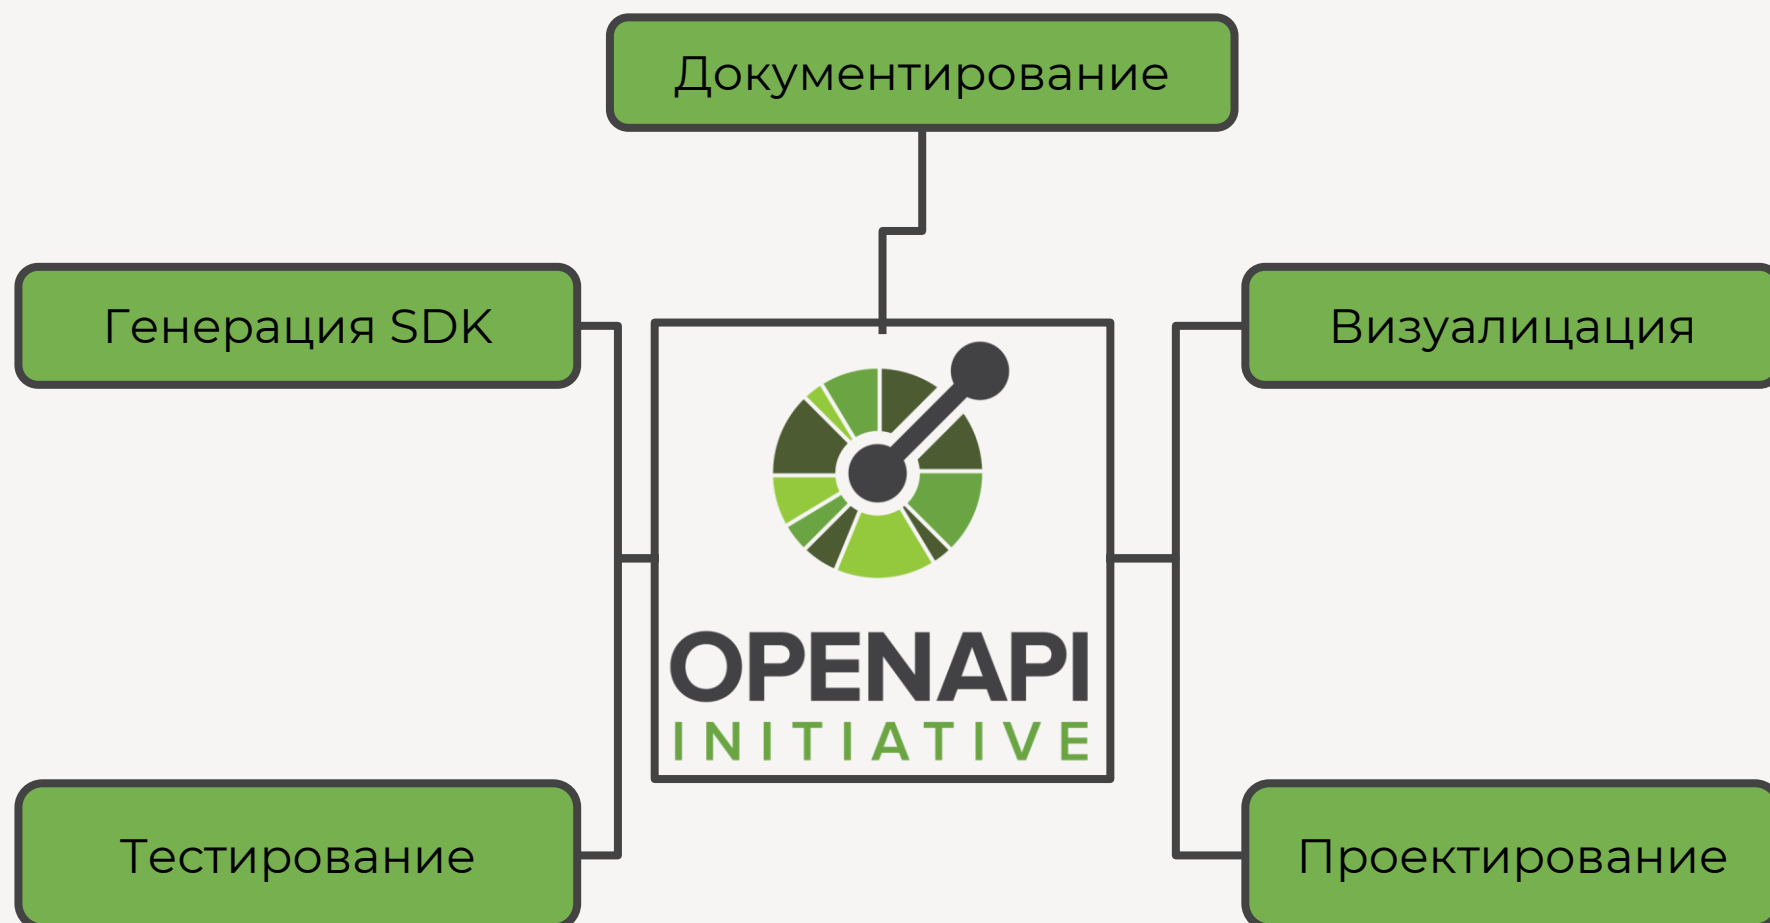 Документирование
Генерация SDK
Визуалицация
OPENAPI
INITIATIVE
Тестирование
Проектирование